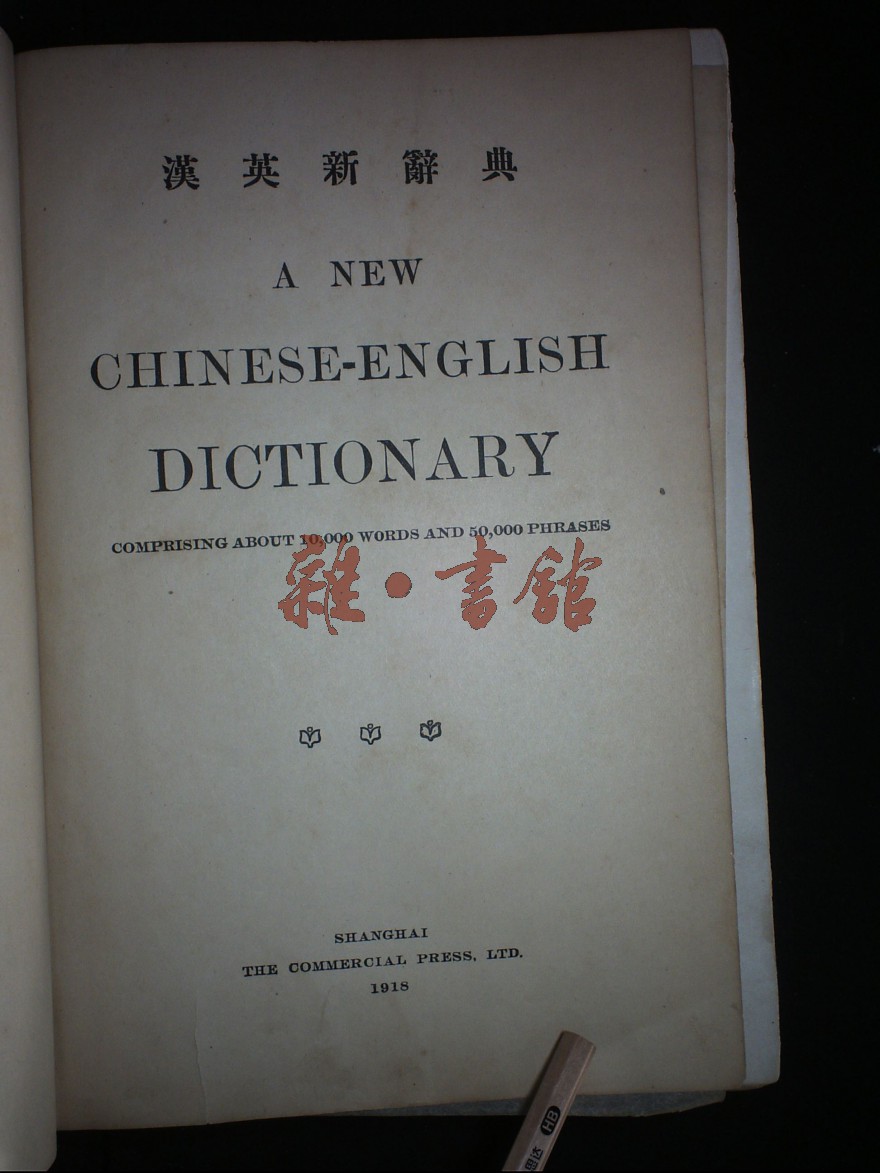 漢英新辭典
A NEW
CHINESE-ENGLISH
DICTIONARY
COMPRISING ABOUT 10,000 WORDS AND 50,000 PHRASES
雜·書館
SHANGHAI
THE COMMERCIAL PRESS, LTD.
1918
HB